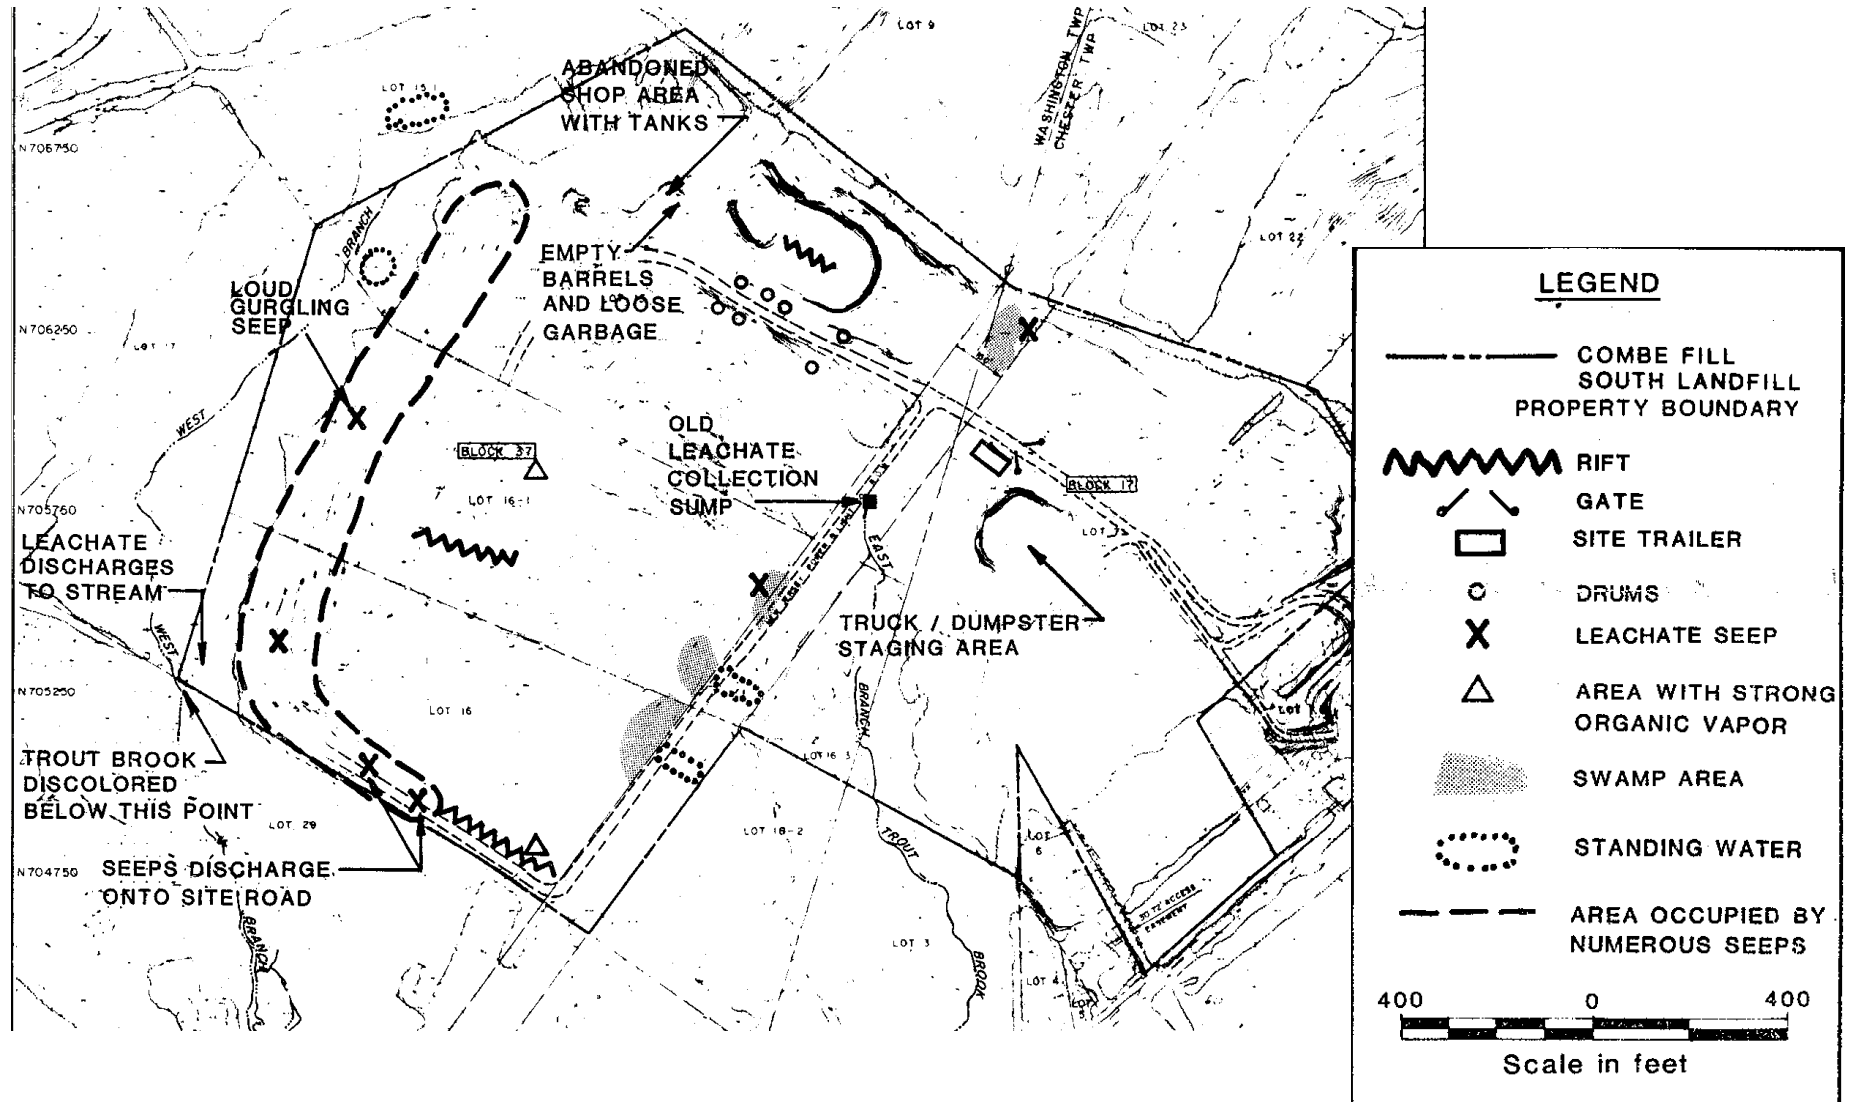 LOT 9
LOT 23
WASHINGTON TWP
CHESTER TWP
ABANDONED
SHOP AREA
WITH TANKS
LOT 15
N706750
BRANCH
LOT 22
EMPTY
BARRELS
AND LOOSE
GARBAGE
LOUD
GURGLING
SEEP
N706250
LOT 17
WEST
OLD
LEACHATE
COLLECTION
SUMP
BLOCK 37
LOT 16-1
BLOCK 17
N705750
LEACHATE
DISCHARGES
TO STREAM
EAST
WEST
TRUCK / DUMPSTER
STAGING AREA
N705250
LOT 16
BRANCH
TROUT BROOK
DISCOLORED
BELOW THIS POINT
LOT 16-3
LOT 29
LOT 18-2
TROUT
LOT
6
N704750
SEEPS DISCHARGE
ONTO SITE ROAD
BRANCH
LOT 3
BROOK
LOT 4
50 FT ACCESS
EASEMENT
LEGEND
COMBE FILL
SOUTH LANDFILL
PROPERTY BOUNDARY
RIFT
GATE
SITE TRAILER
DRUMS
LEACHATE SEEP
AREA WITH STRONG
ORGANIC VAPOR
SWAMP AREA
STANDING WATER
AREA OCCUPIED BY
NUMEROUS SEEPS
400 0 400
Scale in feet